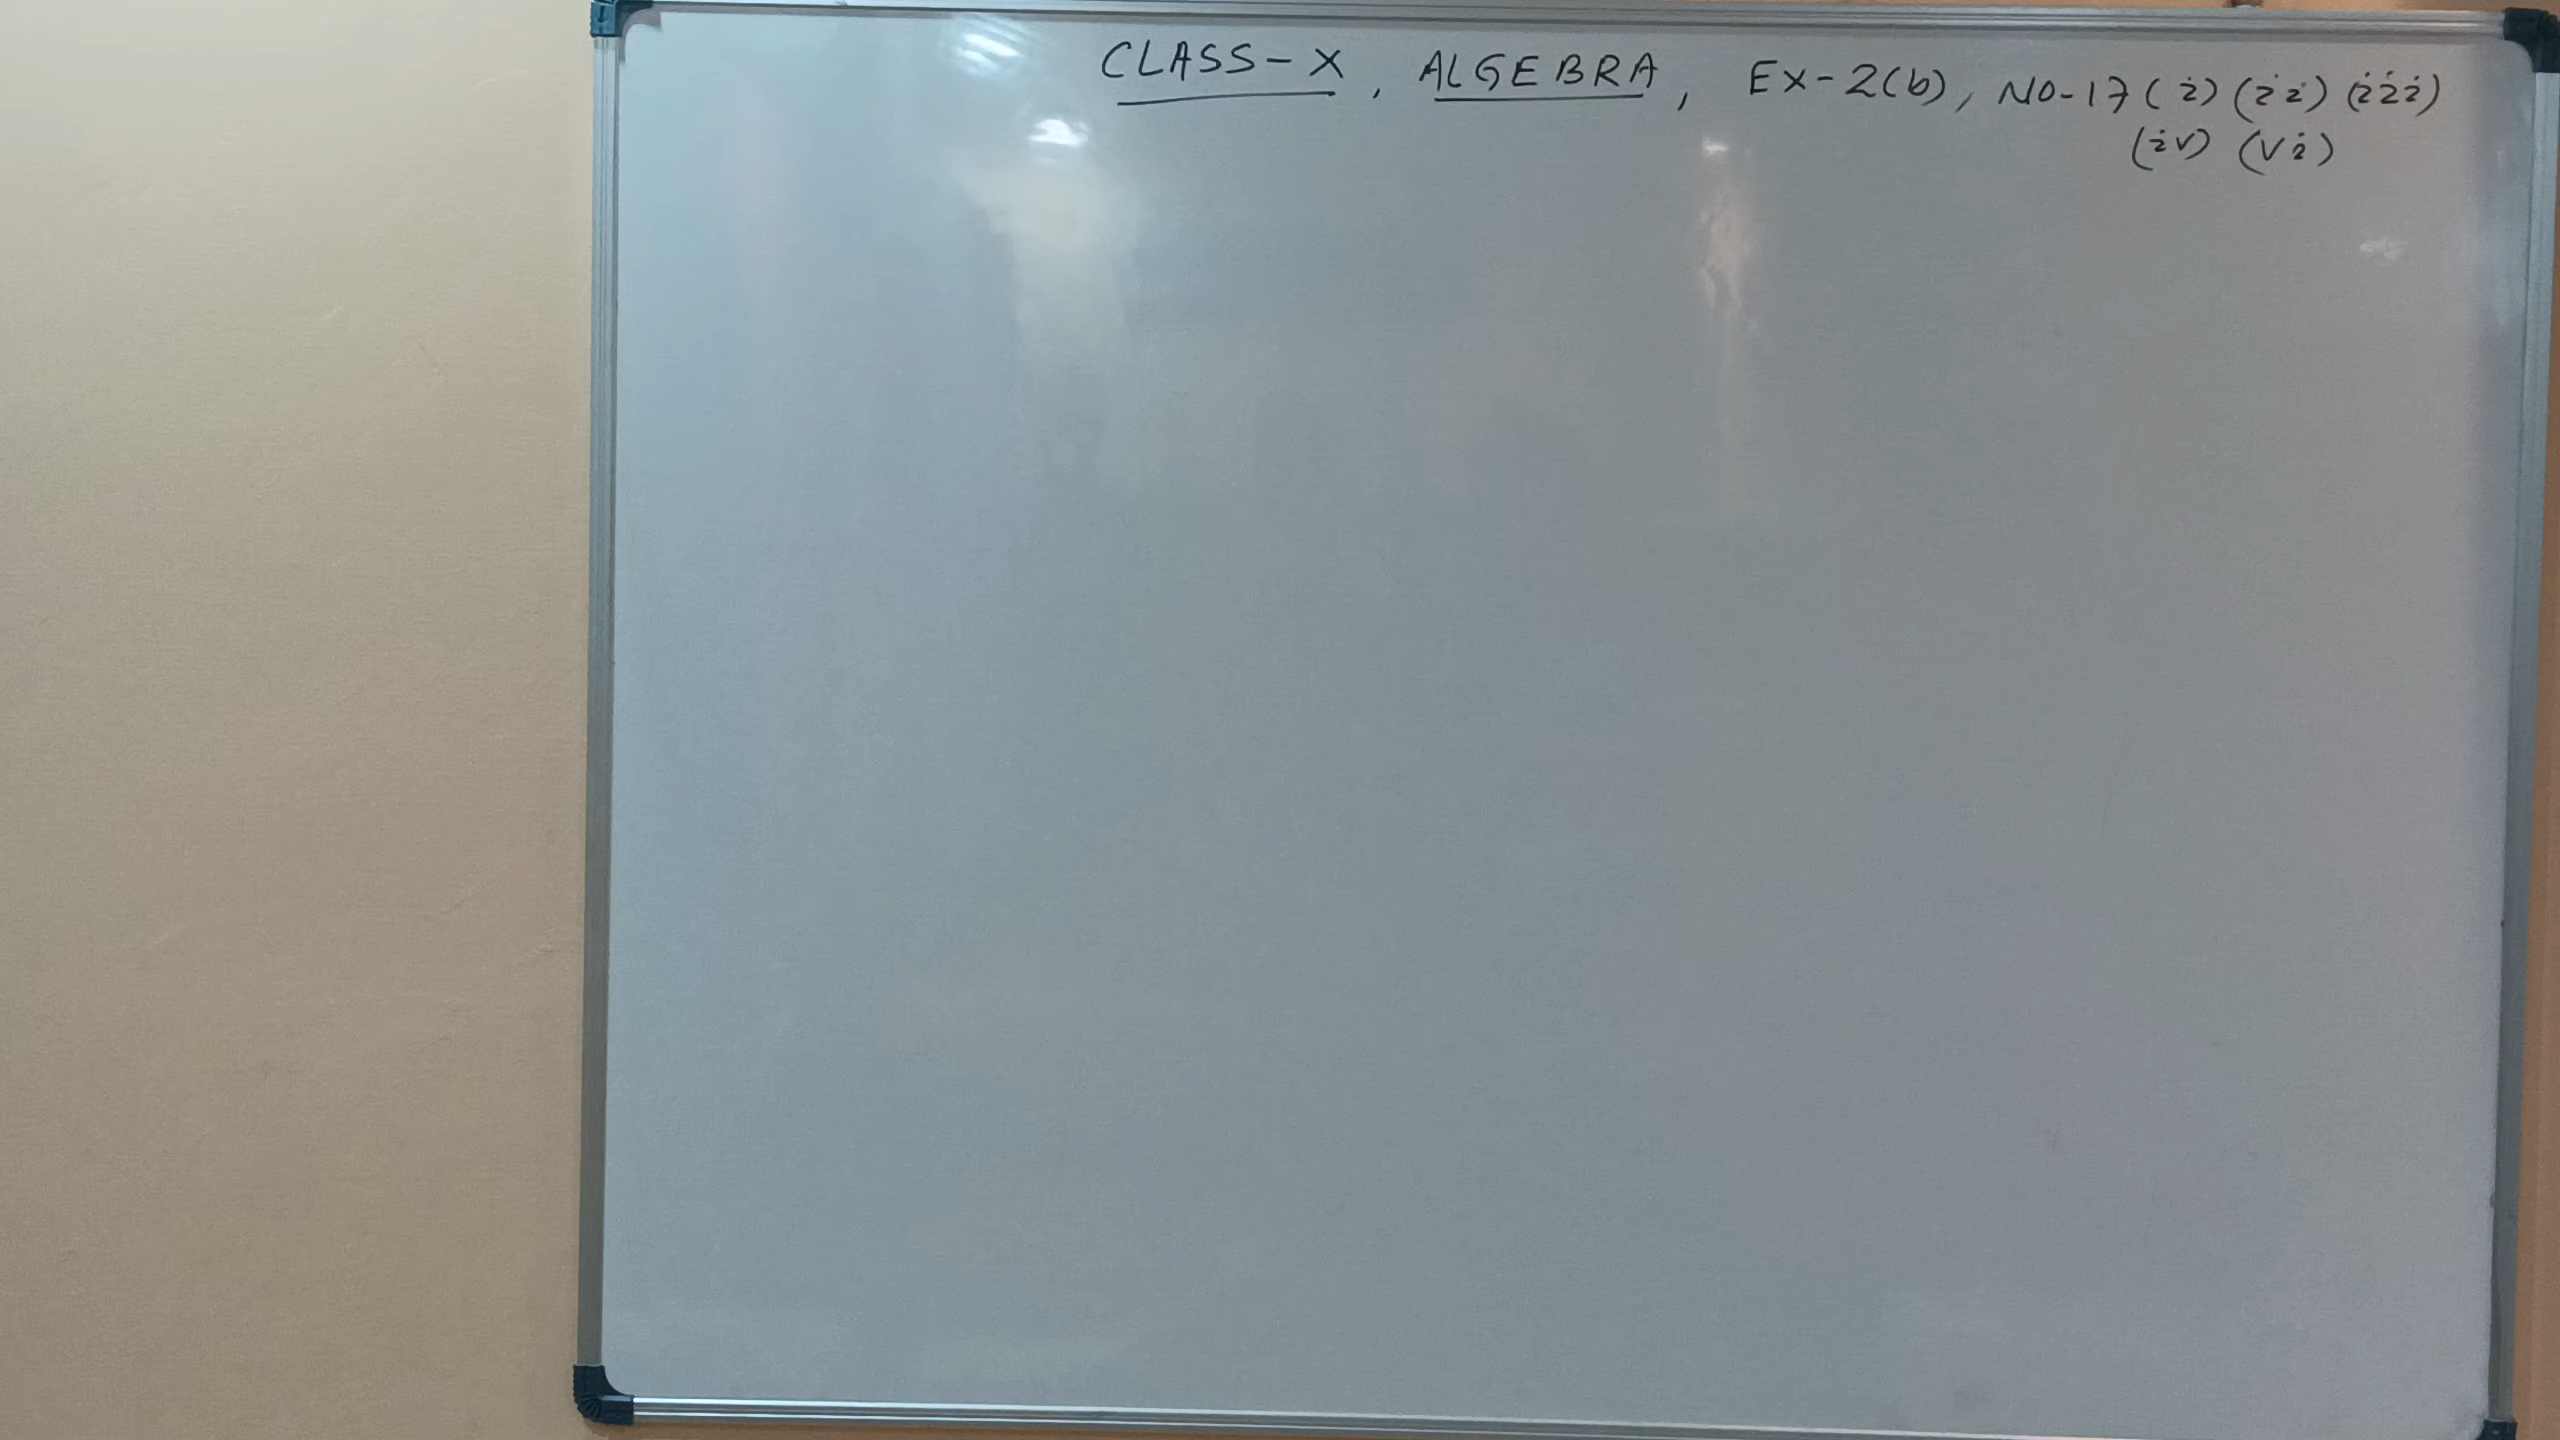 CLASS-X, ALGEBRA, Ex-2(b), NO-17 (i) (ii) (iii)
(iv) (vi)